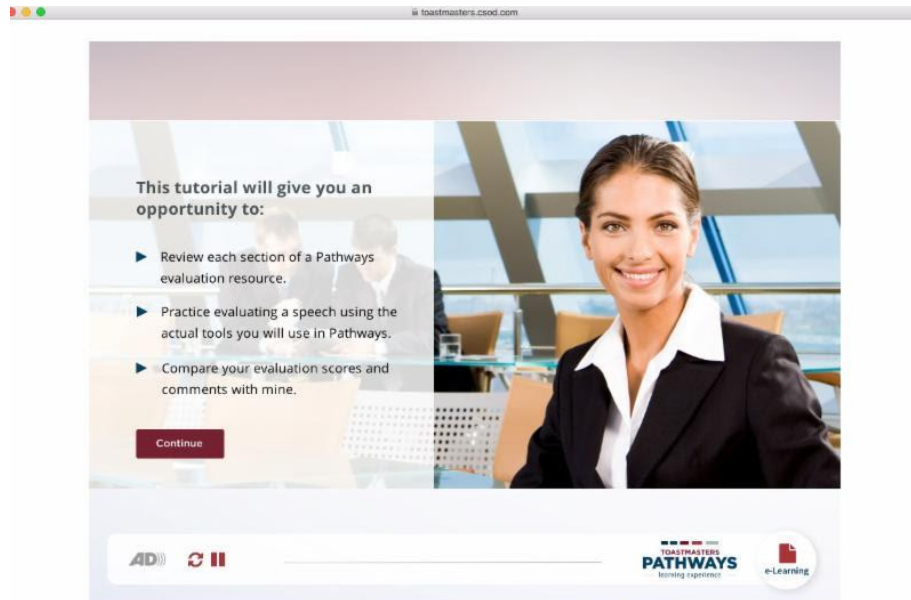 toastmasters.csod.com
This tutorial will give you an
opportunity to:
Review each section of a Pathways
evaluation resource.
Practice evaluating a speech using the
actual tools you will use in Pathways.
Compare your evaluation scores and
comments with mine.
Continue
AD
TOASTMASTERS
PATHWAYS
learning experience
e-Learning